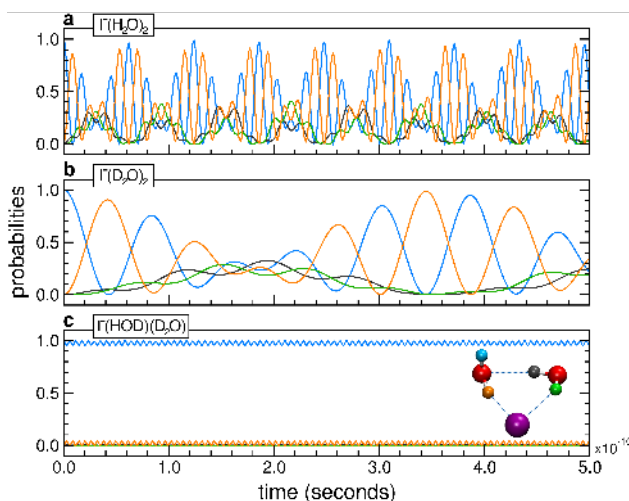 a I⁻(H₂O)₂
1.0
0.5
0.0
b I⁻(D₂O)₂
1.0
0.5
0.0
probabilities
c I⁻(HOD)(D₂O)
1.0
0.5
0.0
x10⁻¹⁰
0.0 1.0 2.0 3.0 4.0 5.0
time (seconds)